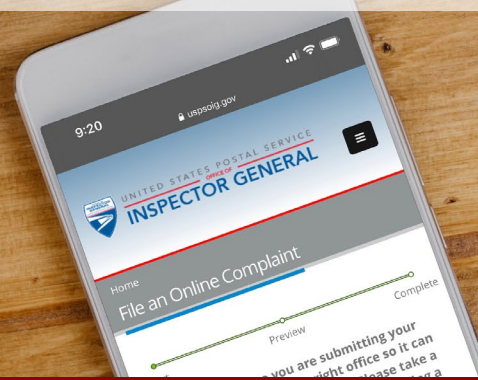 9:20
uspsoig.gov
UNITED STATES POSTAL SERVICE
OFFICE OF
INSPECTOR GENERAL
Home
File an Online Complaint
Preview
Complete
you are submitting your
right office so it can
Please take a